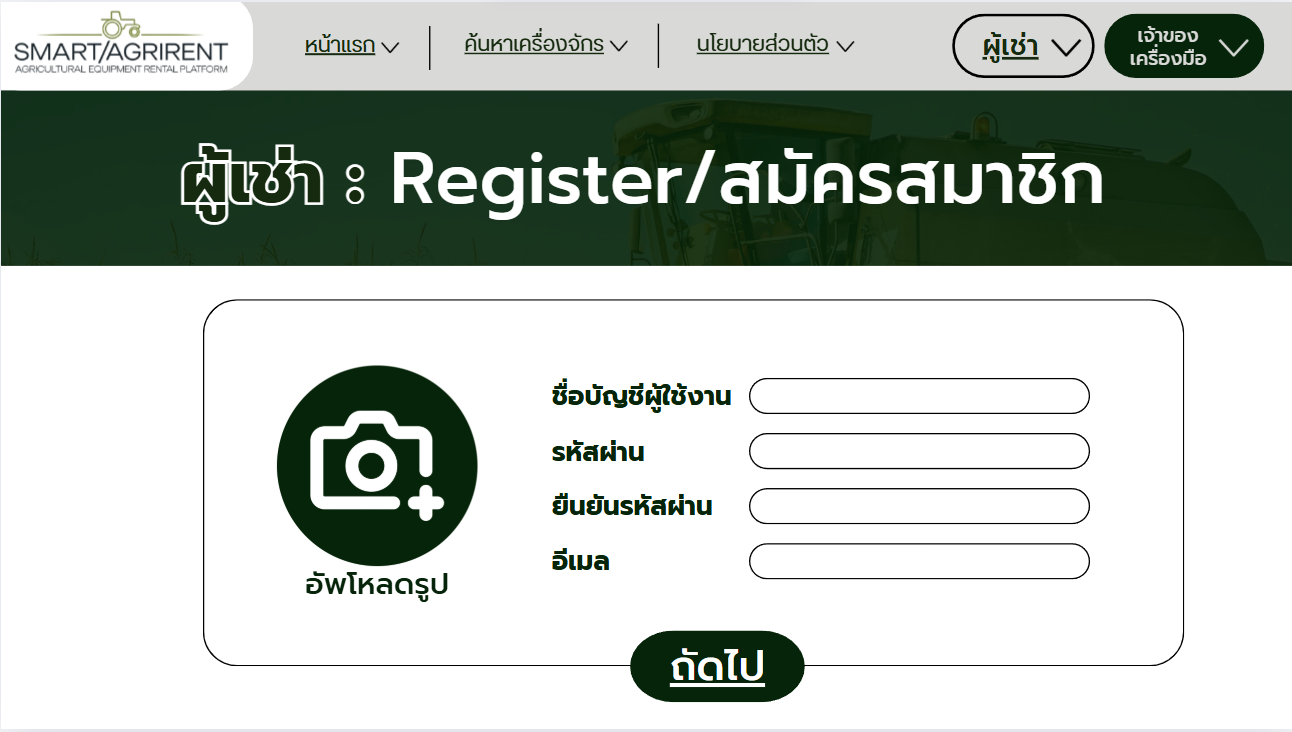 SMART/AGRIRENT
AGRICULTURAL EQUIPMENT RENTAL PLATFORM
หน้าแรก
ค้นหาเครื่องจักร
นโยบายส่วนตัว
ผู้เช่า
เจ้าของ
เครื่องมือ
ผู้เช่า : Register/สมัครสมาชิก
ชื่อบัญชีผู้ใช้งาน
รหัสผ่าน
ยืนยันรหัสผ่าน
อีเมล
อัพโหลดรูป
ถัดไป